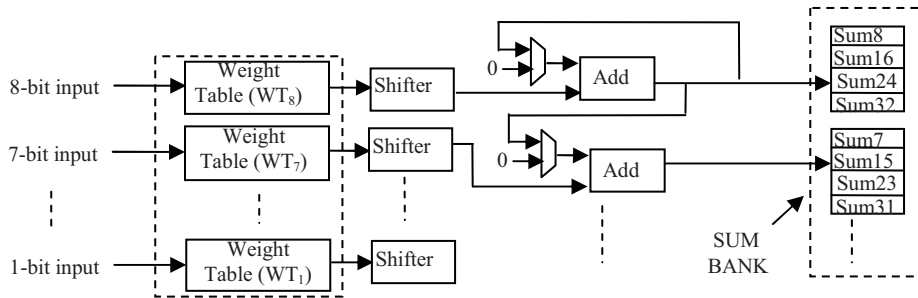 8-bit input
Weight
Table (WT8)
Shifter
0
Add
Sum8
Sum16
Sum24
Sum32
7-bit input
Weight
Table (WT7)
Shifter
0
Add
Sum7
Sum15
Sum23
Sum31
SUM
BANK
1-bit input
Weight
Table (WT1)
Shifter